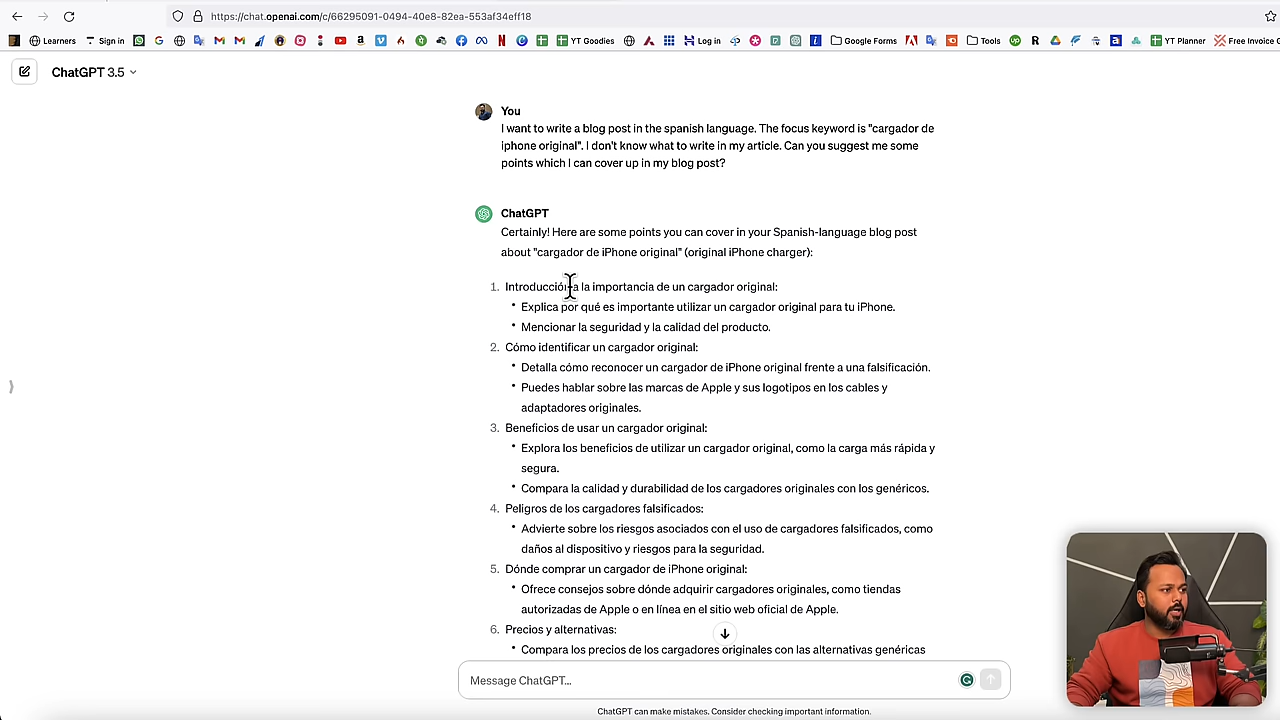 https://chat.openai.com/c/66295091-0494-40e8-82ea-553af34eff18
Learners
Sign in
YT Goodies
Log in
Google Forms
Tools
YT Planner
Free Invoice
ChatGPT 3.5
You
I want to write a blog post in the spanish language. The focus keyword is "cargador de
iphone original". I don't know what to write in my article. Can you suggest me some
points which I can cover up in my blog post?
ChatGPT
Certainly! Here are some points you can cover in your Spanish-language blog post
about "cargador de iPhone original" (original iPhone charger):
1. Introducción a la importancia de un cargador original:
• Explica por qué es importante utilizar un cargador original para tu iPhone.
• Mencionar la seguridad y la calidad del producto.
2. Cómo identificar un cargador original:
• Detalla cómo reconocer un cargador de iPhone original frente a una falsificación.
• Puedes hablar sobre las marcas de Apple y sus logotipos en los cables y
adaptadores originales.
3. Beneficios de usar un cargador original:
• Explora los beneficios de utilizar un cargador original, como la carga más rápida y
segura.
• Compara la calidad y durabilidad de los cargadores originales con los genéricos.
4. Peligros de los cargadores falsificados:
• Advierte sobre los riesgos asociados con el uso de cargadores falsificados, como
daños al dispositivo y riesgos para la seguridad.
5. Dónde comprar un cargador de iPhone original:
• Ofrece consejos sobre dónde adquirir cargadores originales, como tiendas
autorizadas de Apple o en línea en el sitio web oficial de Apple.
6. Precios y alternativas:
• Compara los precios de los cargadores originales con las alternativas genéricas
Message ChatGPT...
ChatGPT can make mistakes. Consider checking important information.